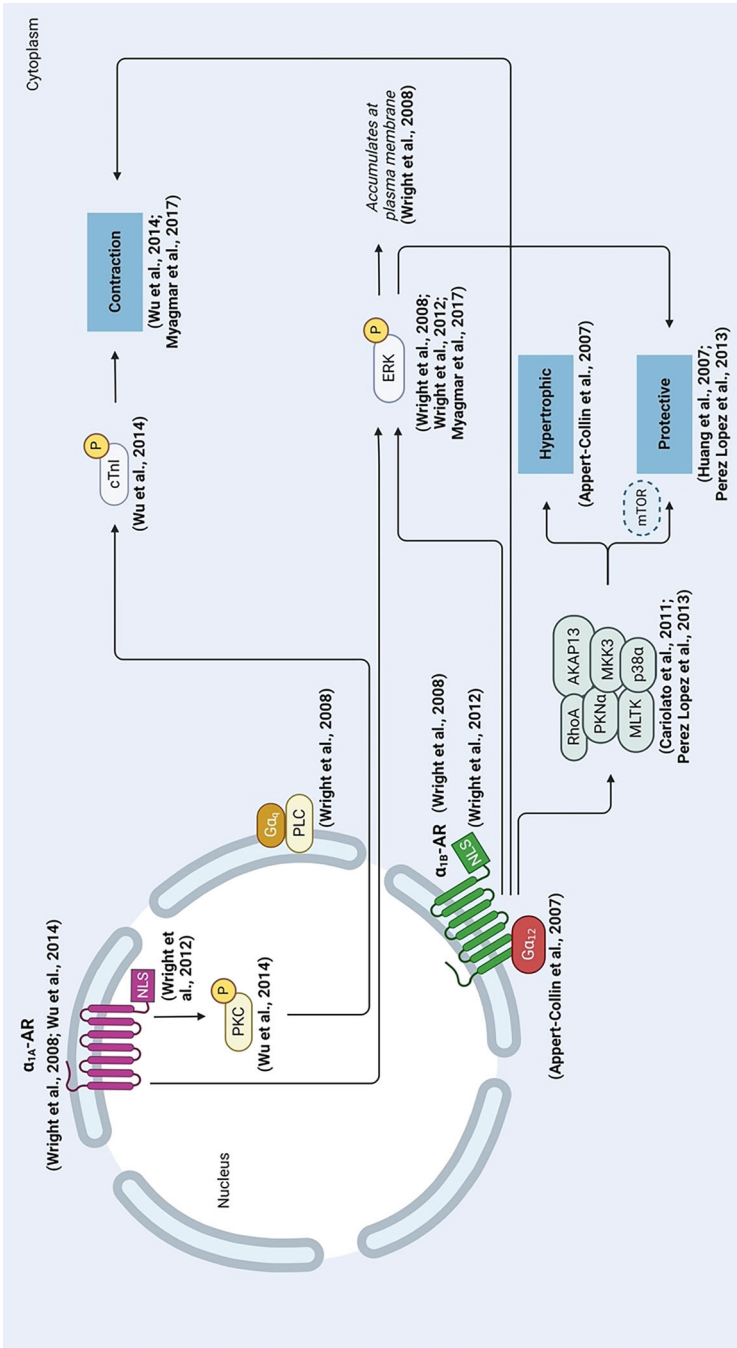 Cytoplasm
α1A-AR
(Wright et al., 2008; Wu et al., 2014)
NLS
(Wright et
al., 2012)
P
PKC
(Wu et al., 2014)
Nucleus
Gαq
PLC
(Wright et al., 2008)
P
cTnI
(Wu et al., 2014)
Contraction
(Wu et al., 2014;
Myagmar et al., 2017)
P
ERK
(Wright et al., 2008;
Wright et al., 2012;
Myagmar et al., 2017)
Accumulates at
plasma membrane
(Wright et al., 2008)
α1B-AR (Wright et al., 2008)
NLS
(Wright et al., 2012)
Gα12
(Appert-Collin et al., 2007)
RhoA
AKAP13
PKNα
MKK3
MLTK
p38α
(Cariolato et al., 2011;
Perez Lopez et al., 2013)
Hypertrophic
(Appert-Collin et al., 2007)
mTOR
Protective
(Huang et al., 2007;
Perez Lopez et al., 2013)